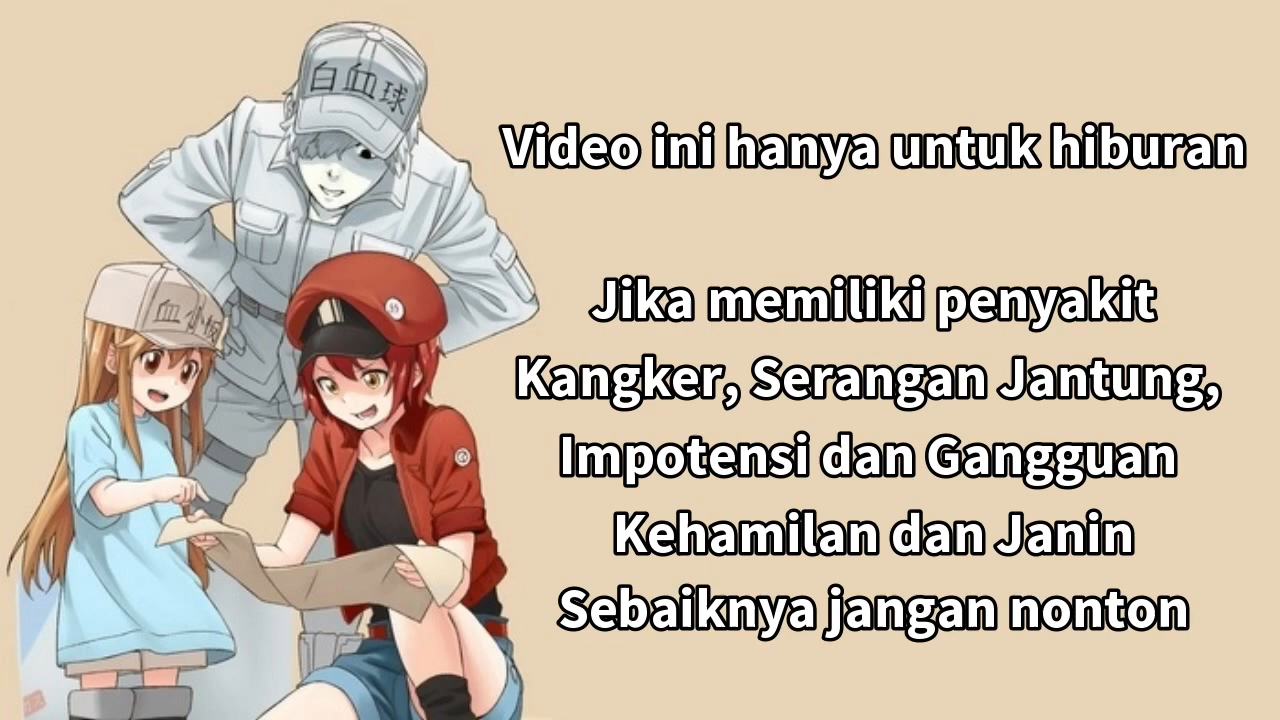 白血球
血小板
Video ini hanya untuk hiburan
Jika memiliki penyakit
Kangker, Serangan Jantung,
Impotensi dan Gangguan
Kehamilan dan Janin
Sebaiknya jangan nonton